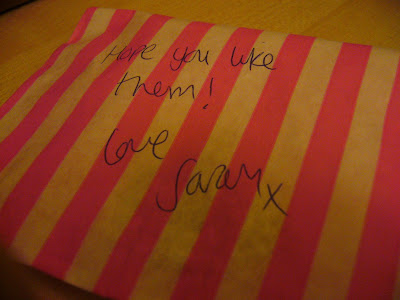 Hope you like
them!
Love
Sarah x